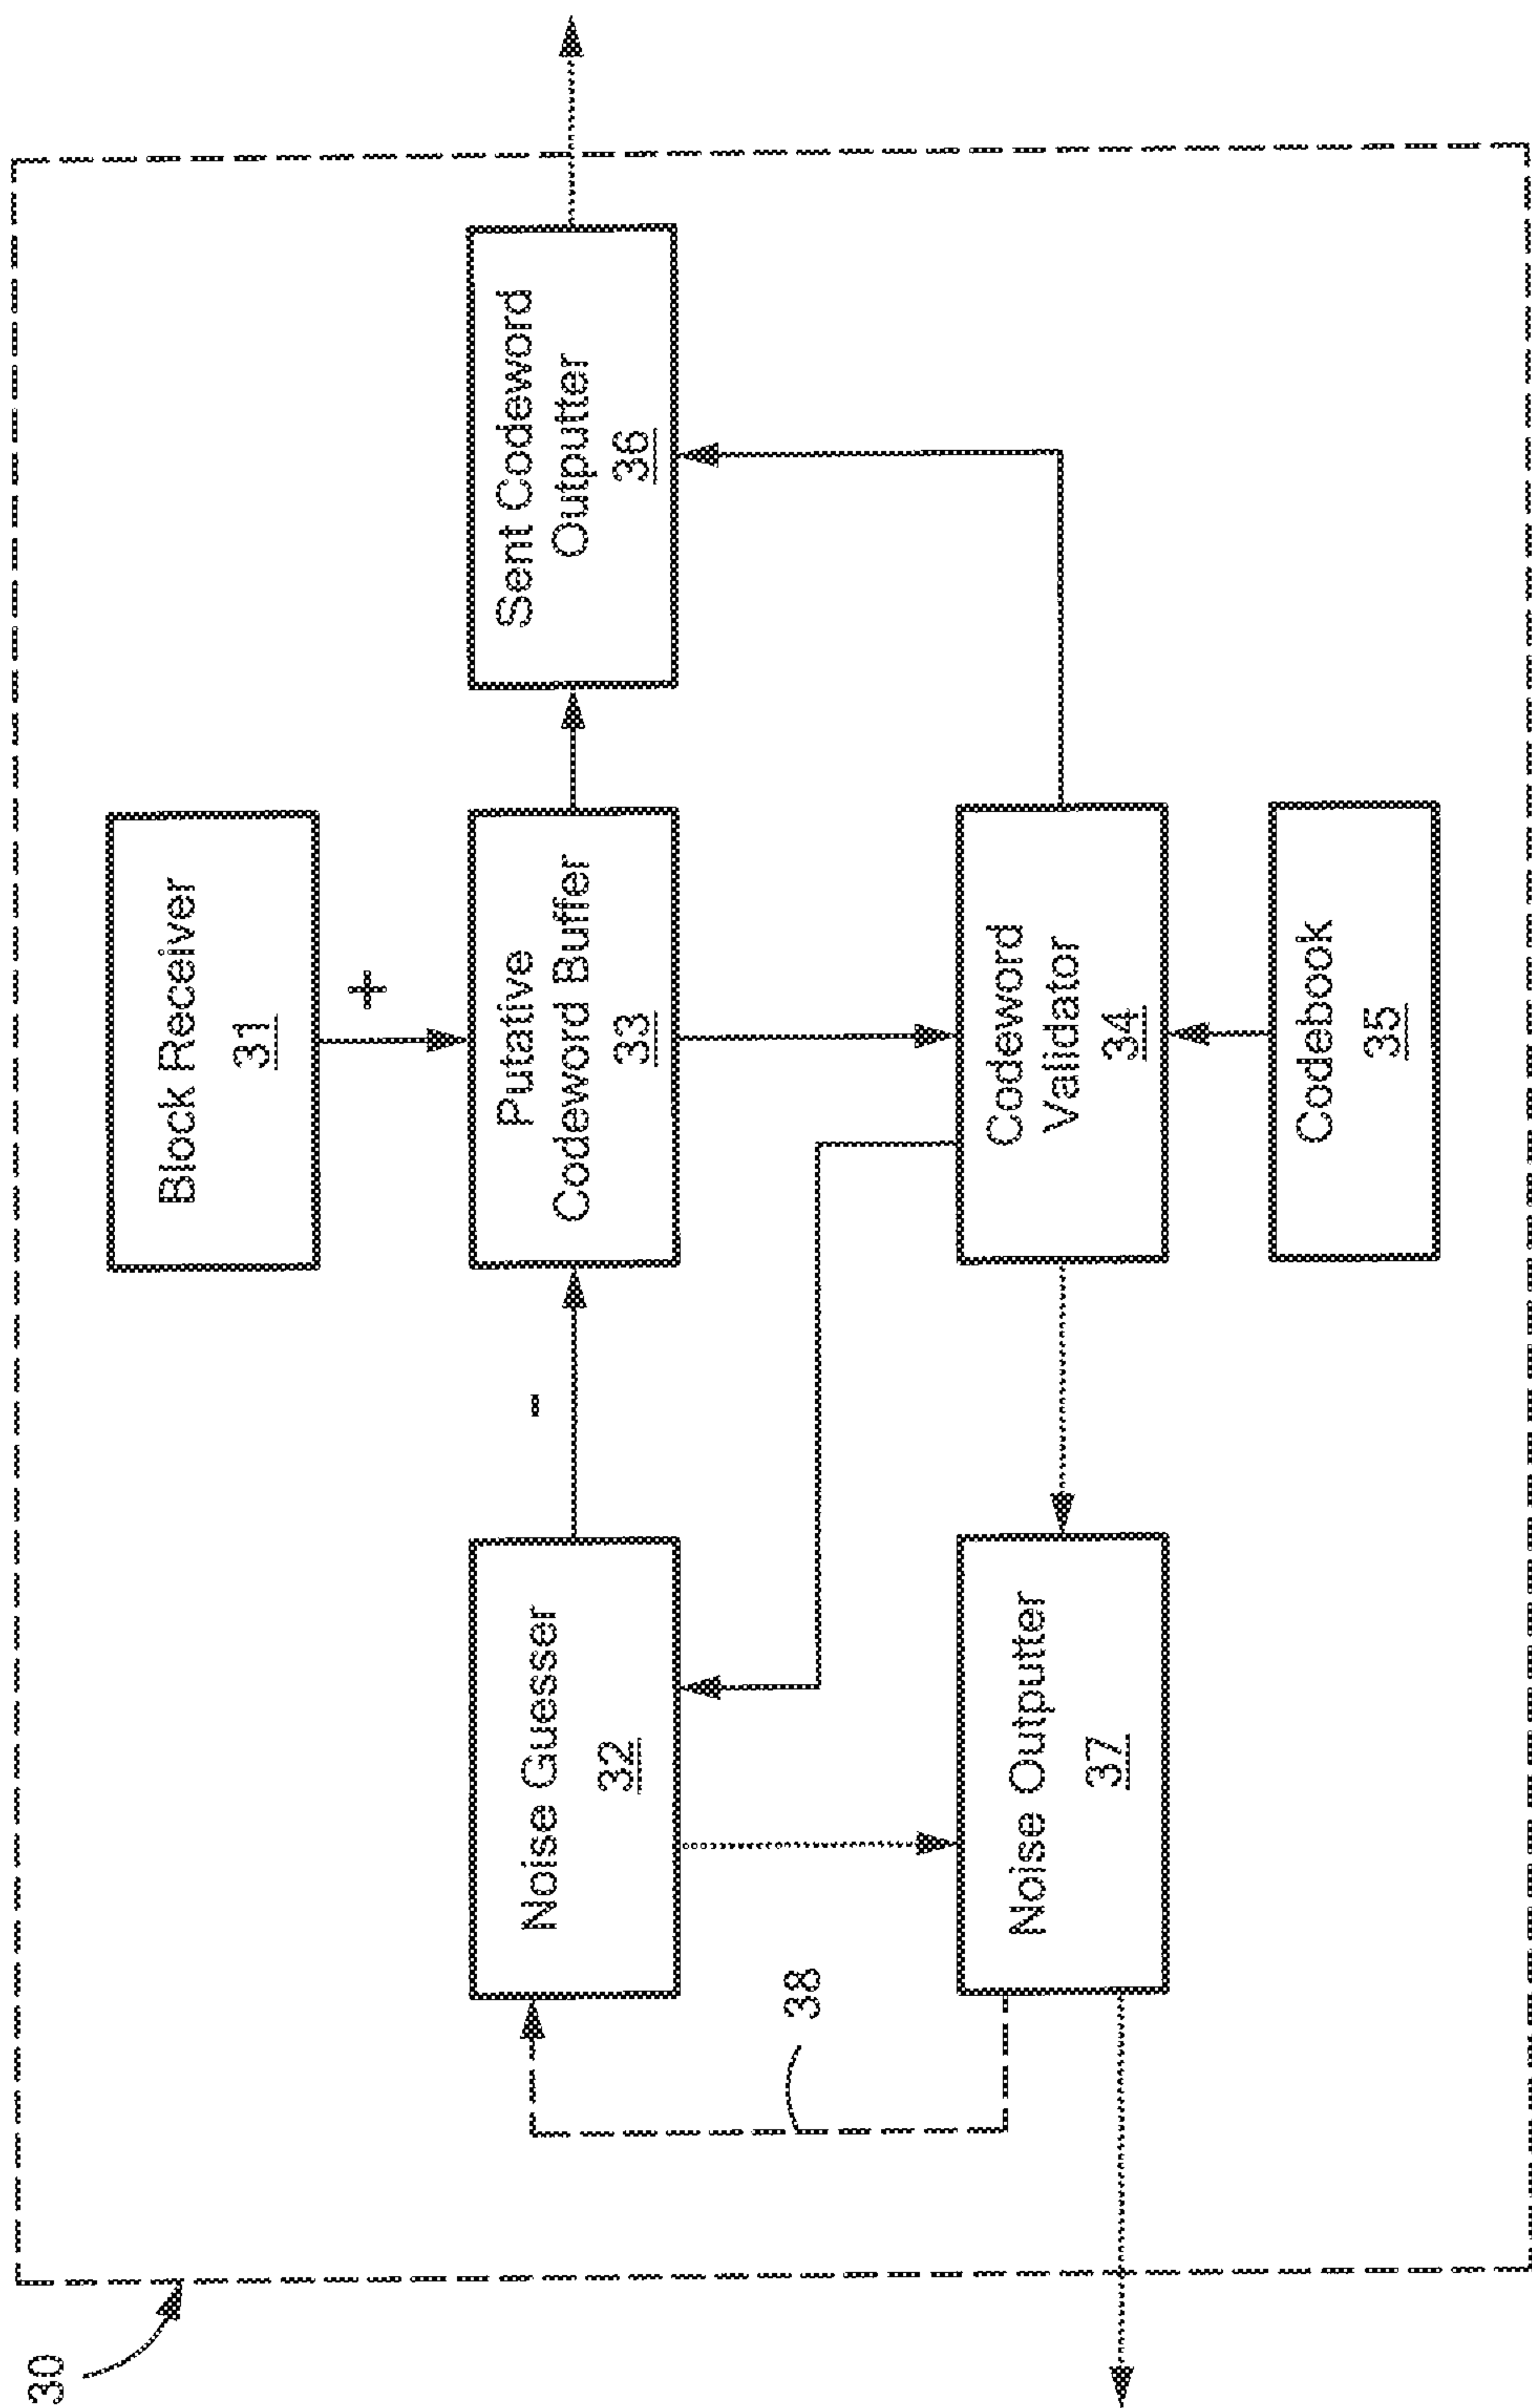 30
Block Receiver
31
+
Noise Guesser
32
-
Putative
Codeword Buffer
33
Sent Codeword
Outputter
36
38
Noise Outputter
37
Codeword
Validator
34
Codebook
35